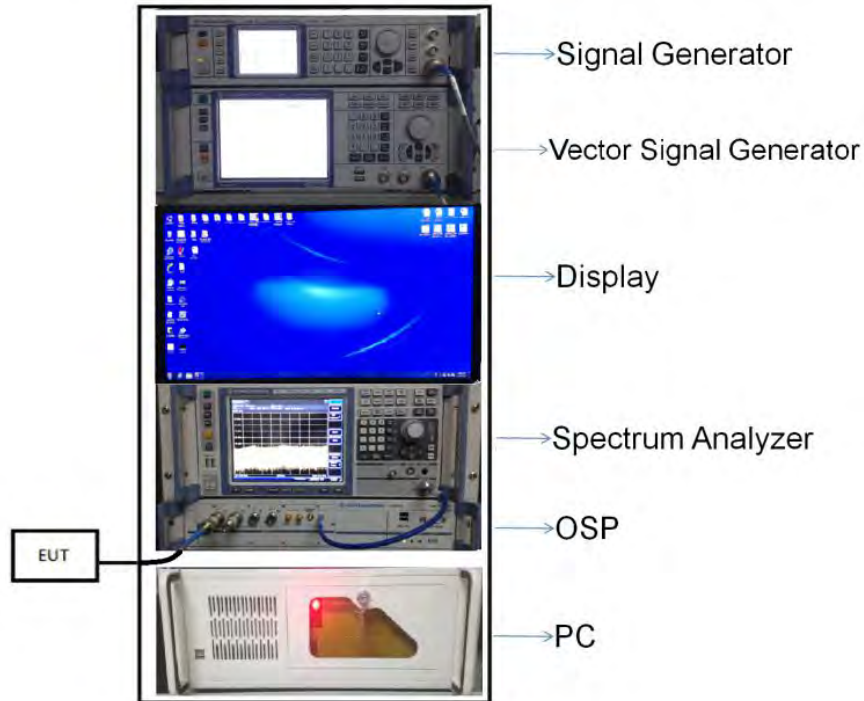 Signal Generator
Vector Signal Generator
Display
Spectrum Analyzer
OSP
EUT
PC